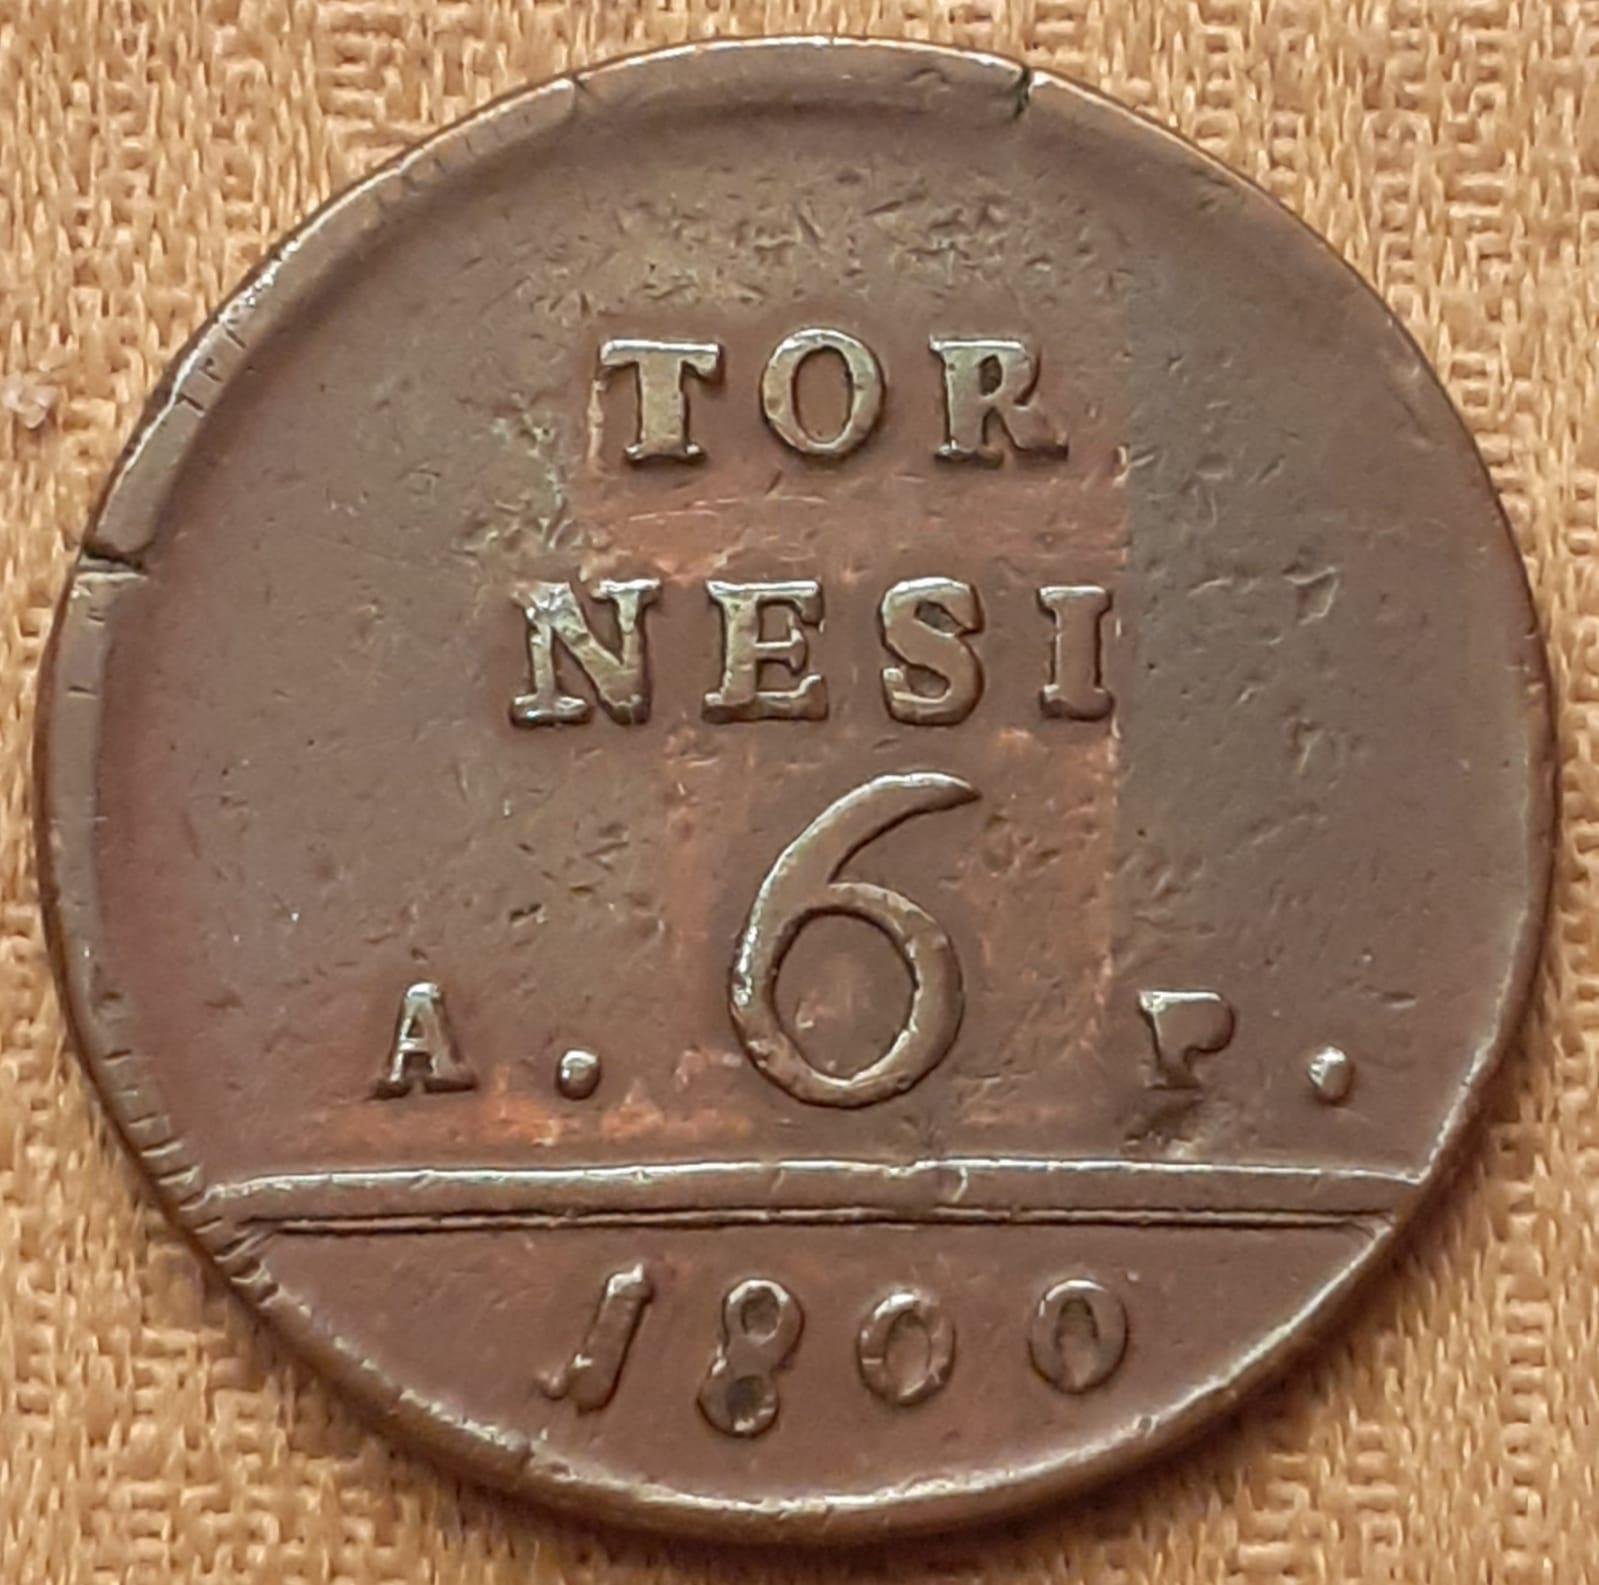 TOR
NESI
A. 6 P.
1800